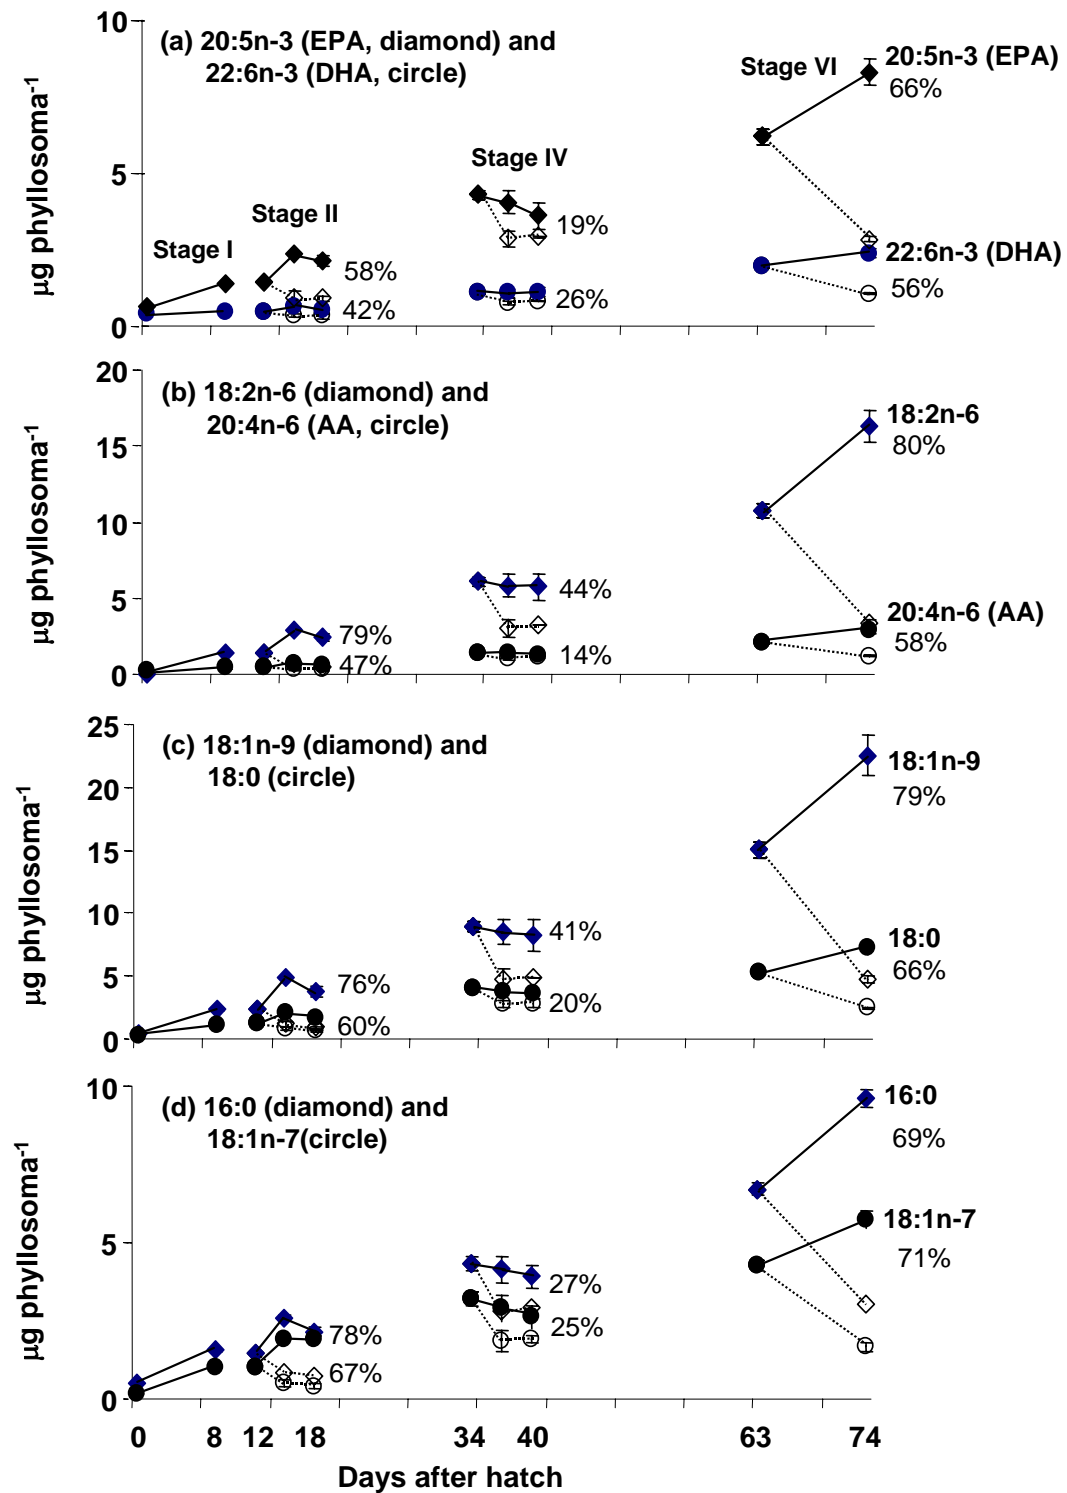 10
(a) 20:5n-3 (EPA, diamond) and
22:6n-3 (DHA, circle)
Stage VI
20:5n-3 (EPA)
66%
µg phyllosoma-1
Stage IV
5
Stage II
Stage I
19%
58%
22:6n-3 (DHA)
56%
42%
26%
0
20
(b) 18:2n-6 (diamond) and
20:4n-6 (AA, circle)
18:2n-6
80%
µg phyllosoma-1
15
10
5
44%
20:4n-6 (AA)
58%
79%
47%
14%
0
25
(c) 18:1n-9 (diamond) and
18:0 (circle)
18:1n-9
79%
µg phyllosoma-1
20
15
10
41%
18:0
66%
5
76%
20%
60%
0
10
(d) 16:0 (diamond) and
18:1n-7(circle)
16:0
69%
µg phyllosoma-1
18:1n-7
71%
5
27%
25%
78%
67%
0
0 8 12 18 34 40 63 74
Days after hatch